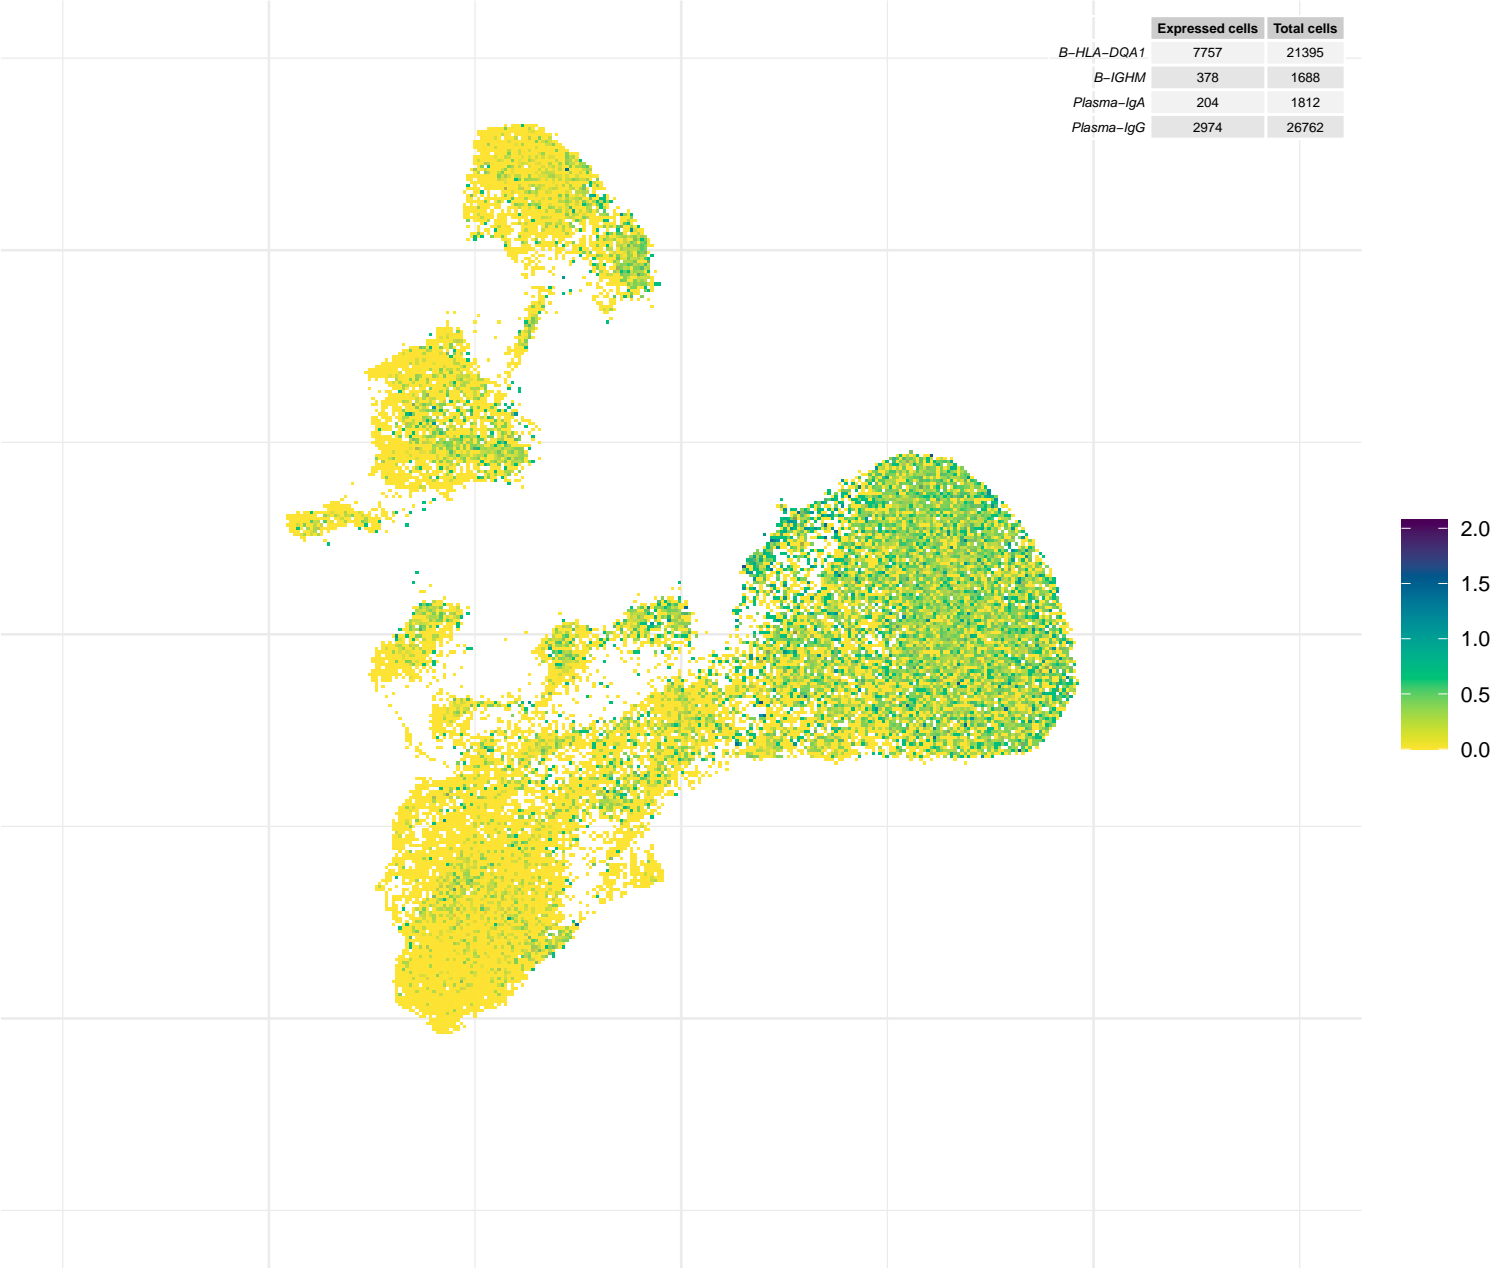 Expressed cells Total cells
B−HLA−DQA1 7757 21395
B−IGHM 378 1688
Plasma−IgA 204 1812
Plasma−IgG 2974 26762
2.0
1.5
1.0
0.5
0.0